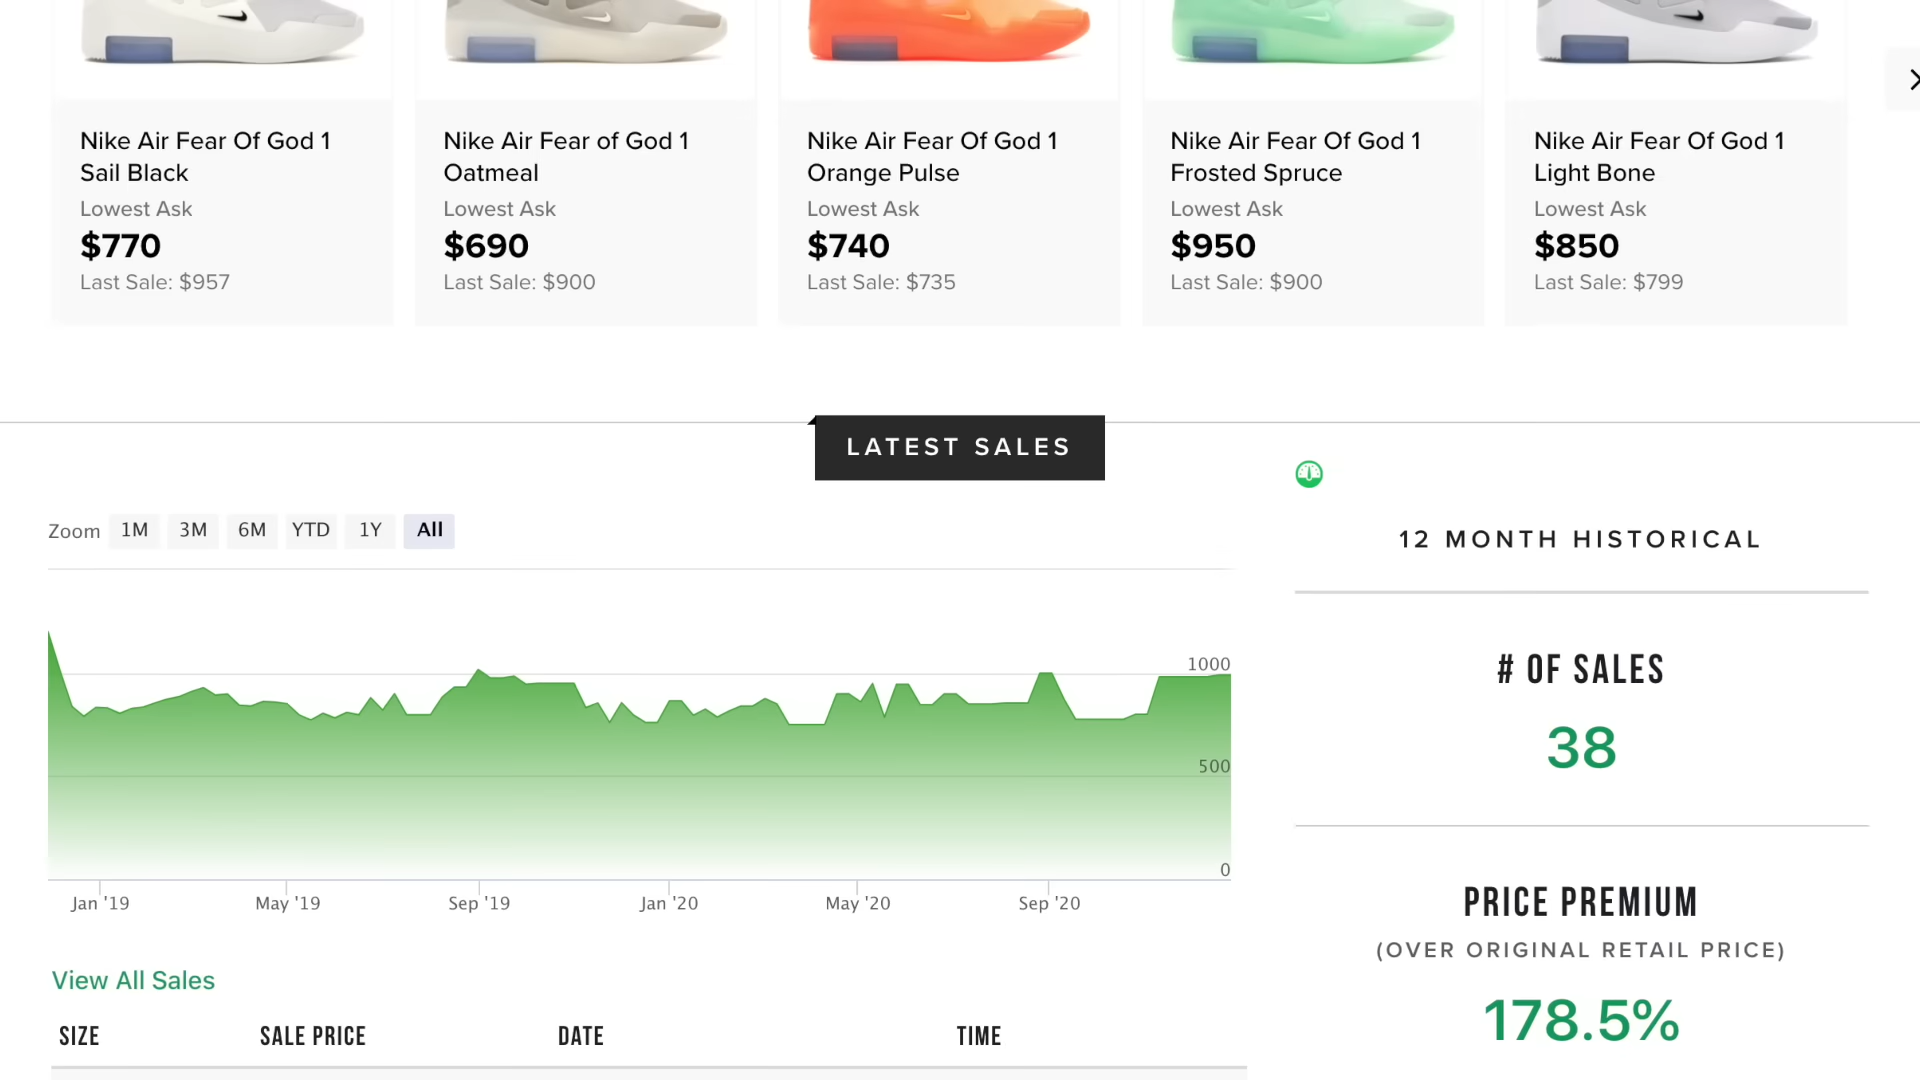 Nike Air Fear Of God 1
Sail Black
Lowest Ask
$770
Last Sale: $957
Nike Air Fear of God 1
Oatmeal
Lowest Ask
$690
Last Sale: $900
Nike Air Fear Of God 1
Orange Pulse
Lowest Ask
$740
Last Sale: $735
Nike Air Fear Of God 1
Frosted Spruce
Lowest Ask
$950
Last Sale: $900
Nike Air Fear Of God 1
Light Bone
Lowest Ask
$850
Last Sale: $799
LATEST SALES
Zoom 1M 3M 6M YTD 1Y All
1000
500
0
Jan '19 May '19 Sep '19 Jan '20 May '20 Sep '20
View All Sales
SIZE SALE PRICE DATE TIME
12 MONTH HISTORICAL
# OF SALES
38
PRICE PREMIUM
(OVER ORIGINAL RETAIL PRICE)
178.5%